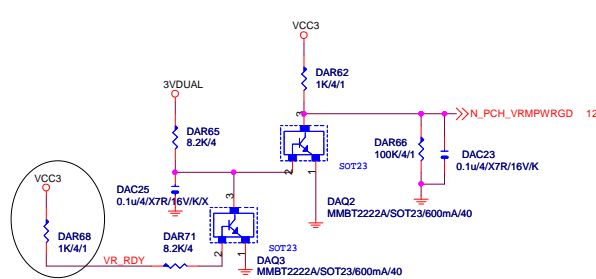 VCC3
DAR62
1K/4/1
3VDUAL
3
N_PCH_VRMPWRGD 12
DAR65
8.2K/4
DAR66
100K/4/1
DAC23
0.1u/4/X7R/16V/K
SOT23
2
1
VCC3
DAC25
0.1u/4/X7R/16V/K/X
3
DAQ2
MMBT2222A/SOT23/600mA/40
DAR68
1K/4/1
VR_RDY
DAR71
8.2K/4
SOT23
2
1
DAQ3
MMBT2222A/SOT23/600mA/40